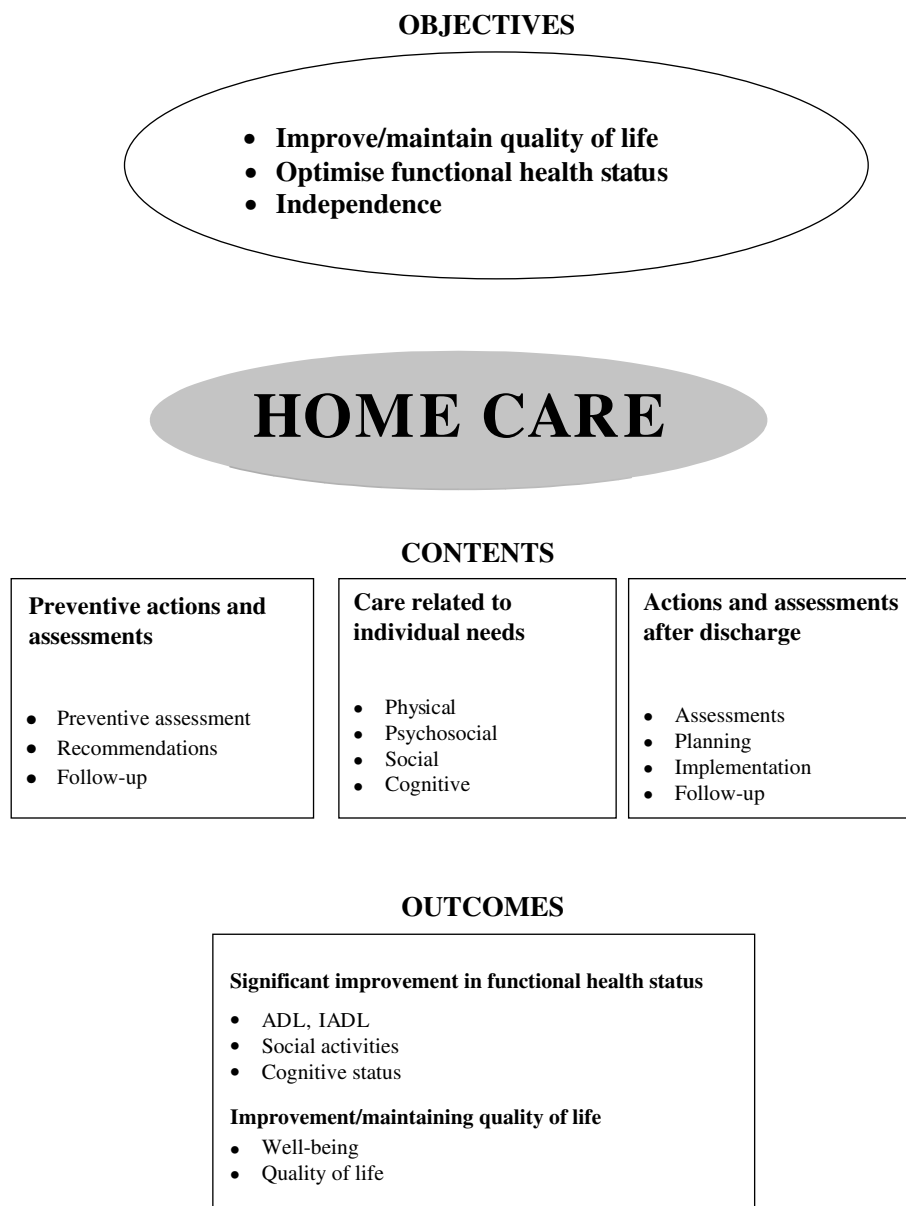 OBJECTIVES
• Improve/maintain quality of life
• Optimise functional health status
• Independence
HOME CARE
CONTENTS
Preventive actions and
assessments
• Preventive assessment
• Recommendations
• Follow-up
Care related to
individual needs
• Physical
• Psychosocial
• Social
• Cognitive
Actions and assessments
after discharge
• Assessments
• Planning
• Implementation
• Follow-up
OUTCOMES
Significant improvement in functional health status
• ADL, IADL
• Social activities
• Cognitive status
Improvement/maintaining quality of life
• Well-being
• Quality of life